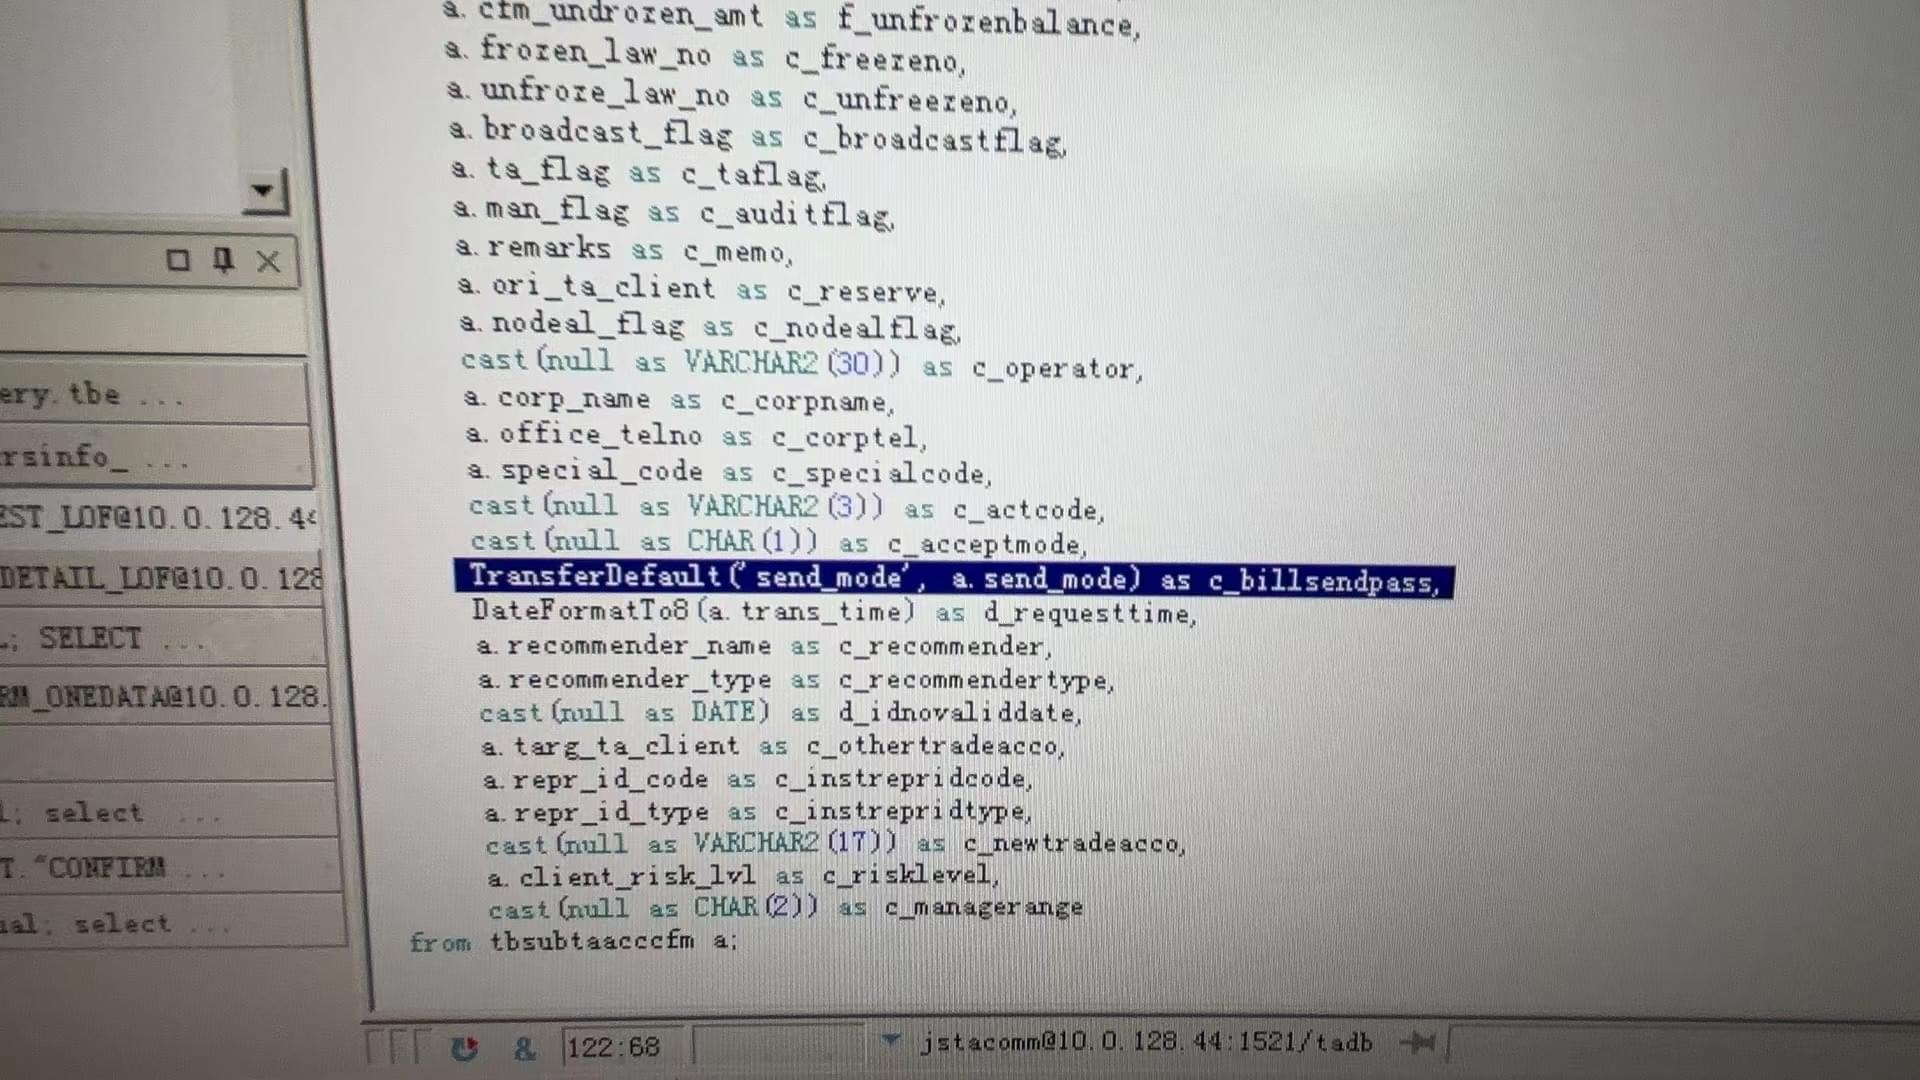 a.cfm_undrozen_amt as f_unfrozenbalance,
a.frozen_law_no as c_freezeno,
a.unfroze_law_no as c_unfreezeno,
a.broadcast_flag as c_broadcastflag,
a.ta_flag as c_taflag,
a.man_flag as c_auditflag,
a.remarks as c_memo,
a.ori_ta_client as c_reserve,
a.nodeal_flag as c_nodealflag,
cast(null as VARCHAR2(30)) as c_operator,
a.corp_name as c_corpname,
a.office_telno as c_corptel,
a.special_code as c_specialcode,
cast(null as VARCHAR2(3)) as c_actcode,
cast(null as CHAR(1)) as c_acceptmode,
TransferDefault('send_mode', a.send_mode) as c_billsendpass,
DateFormatTo8(a.trans_time) as d_requesttime,
a.recommender_name as c_recommender,
a.recommender_type as c_recommendertype,
cast(null as DATE) as d_idnovaliddate,
a.targ_ta_client as c_othertradeacco,
a.repr_id_code as c_instrepridcode,
a.repr_id_type as c_instrepridtype,
cast(null as VARCHAR2(17)) as c_newtradeacco,
a.client_risk_lvl as c_risklevel,
cast(null as CHAR(2)) as c_managerange
from tbsubtaacccfm a;
ery.tbe ...
rsinfo_ ...
EST_LOF@10.0.128.44
DETAIL_LOF@10.0.128
; SELECT ...
RM_ONEDATA@10.0.128.
l; select ...
T."CONFIRM ...
ual; select ...
& 122:68 jstacomm@10.0.128.44:1521/tadb